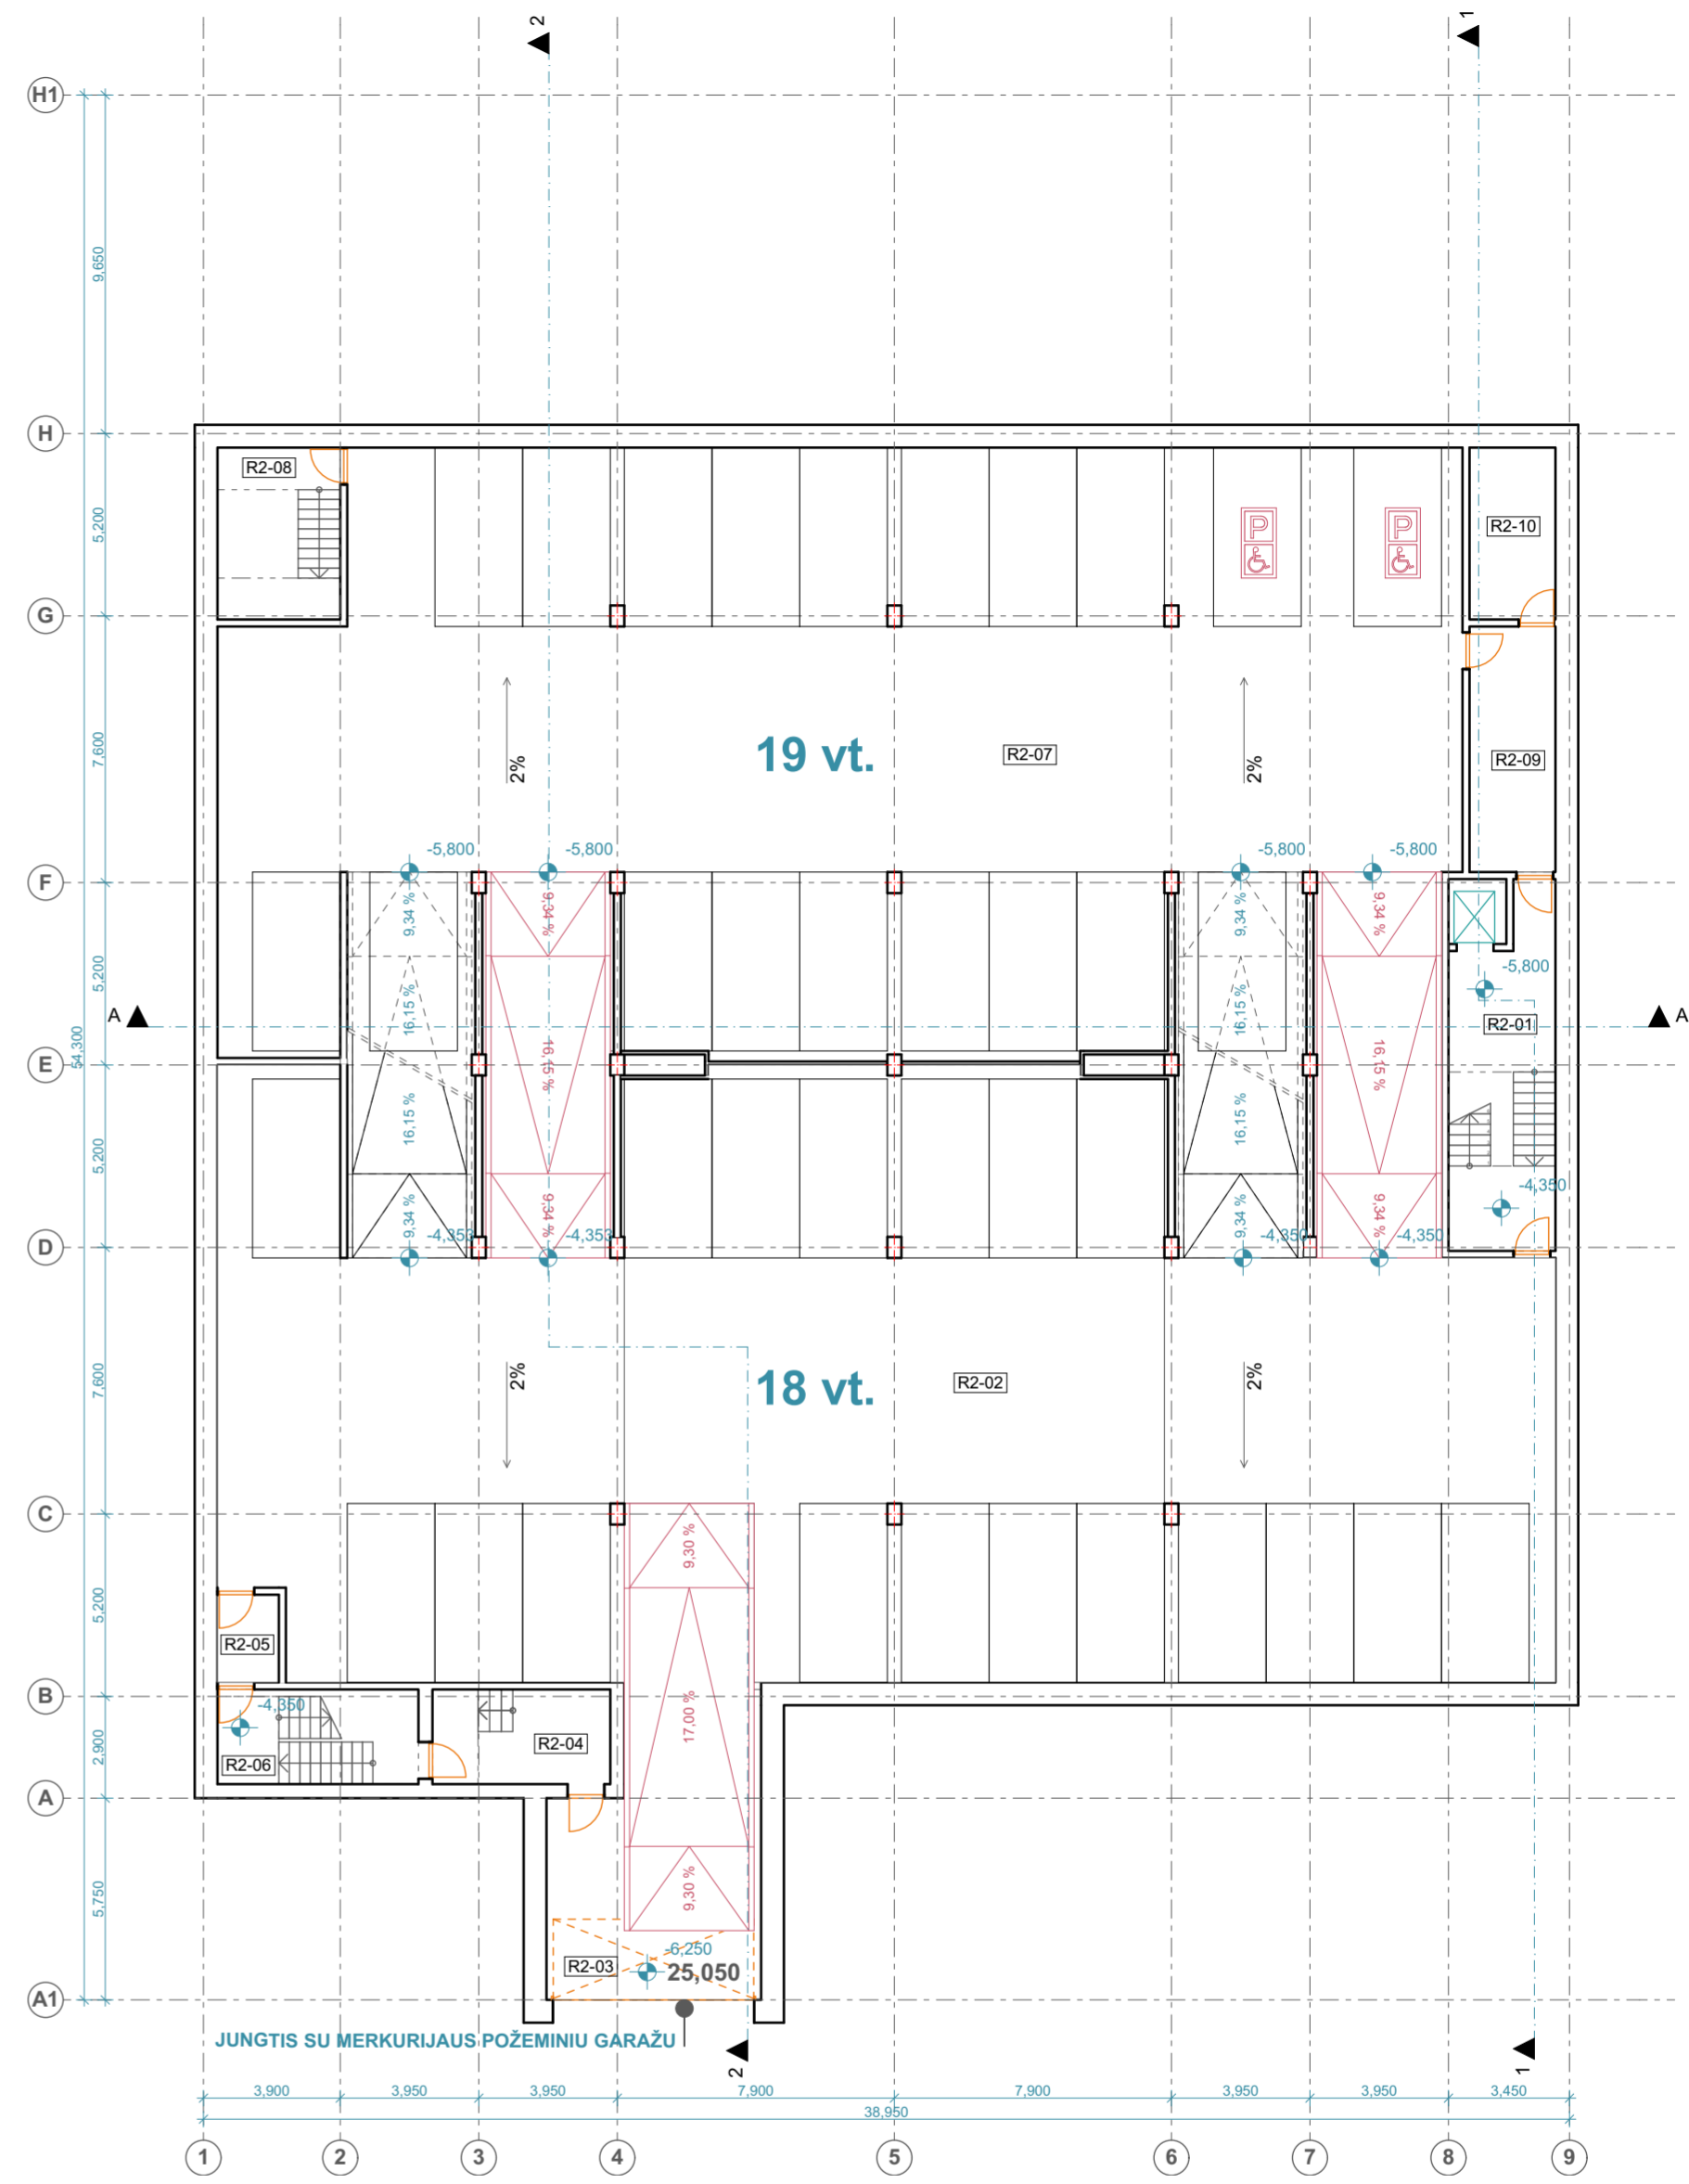 2
1
H1
9,650
H
R2-08
5,200
P
P
R2-10
G
7,600
19 vt.
R2-07
R2-09
2%
2%
-5,800
-5,800
-5,800
-5,800
F
9,34 %
9,34 %
9,34 %
9,34 %
5,200
-5,800
16,15 %
16,15 %
A
A
R2-01
54,300
E
16,15 %
16,15 %
5,200
16,15 %
16,15 %
-4,350
9,34 %
9,34 %
9,34 %
9,34 %
D
-4,353
-4,353
-4,350
-4,350
7,600
2%
2%
18 vt.
R2-02
C
9,30 %
5,200
R2-05
B
-4,350
17,00 %
2,900
R2-04
R2-06
A
5,750
9,30 %
-6,250
R2-03
25,050
A1
JUNGTIS SU MERKURIJAUS POŽEMINIU GARAŽU
2
1
3,900
3,950
3,950
7,900
7,900
3,950
3,950
3,450
38,950
1
2
3
4
5
6
7
8
9